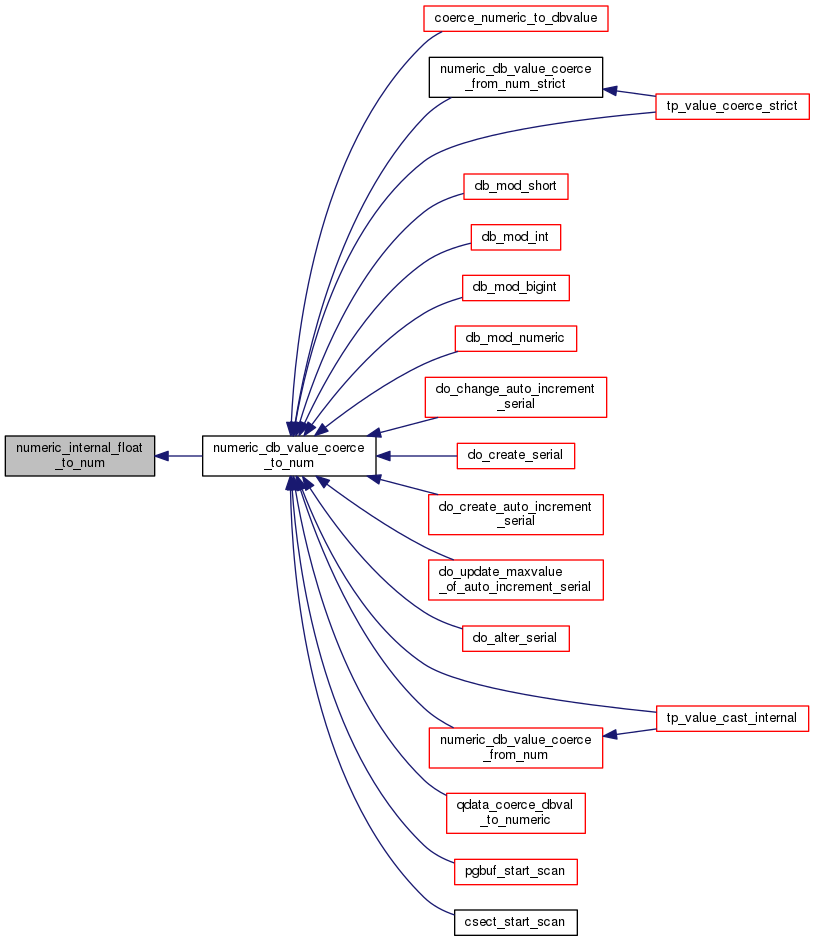 coerce_numeric_to_dbvalue
numeric_db_value_coerce
_from_num_strict
tp_value_coerce_strict
db_mod_short
db_mod_int
db_mod_bigint
db_mod_numeric
do_change_auto_increment
_serial
numeric_internal_float
_to_num
numeric_db_value_coerce
_to_num
do_create_serial
do_create_auto_increment
_serial
do_update_maxvalue
_of_auto_increment_serial
do_alter_serial
tp_value_cast_internal
numeric_db_value_coerce
_from_num
qdata_coerce_dbval
_to_numeric
pgbuf_start_scan
csect_start_scan